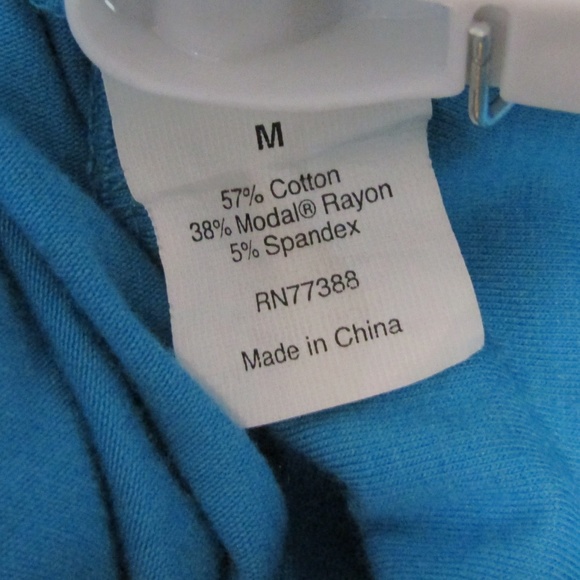 M
57% Cotton
38% Modal® Rayon
5% Spandex
RN77388
Made in China